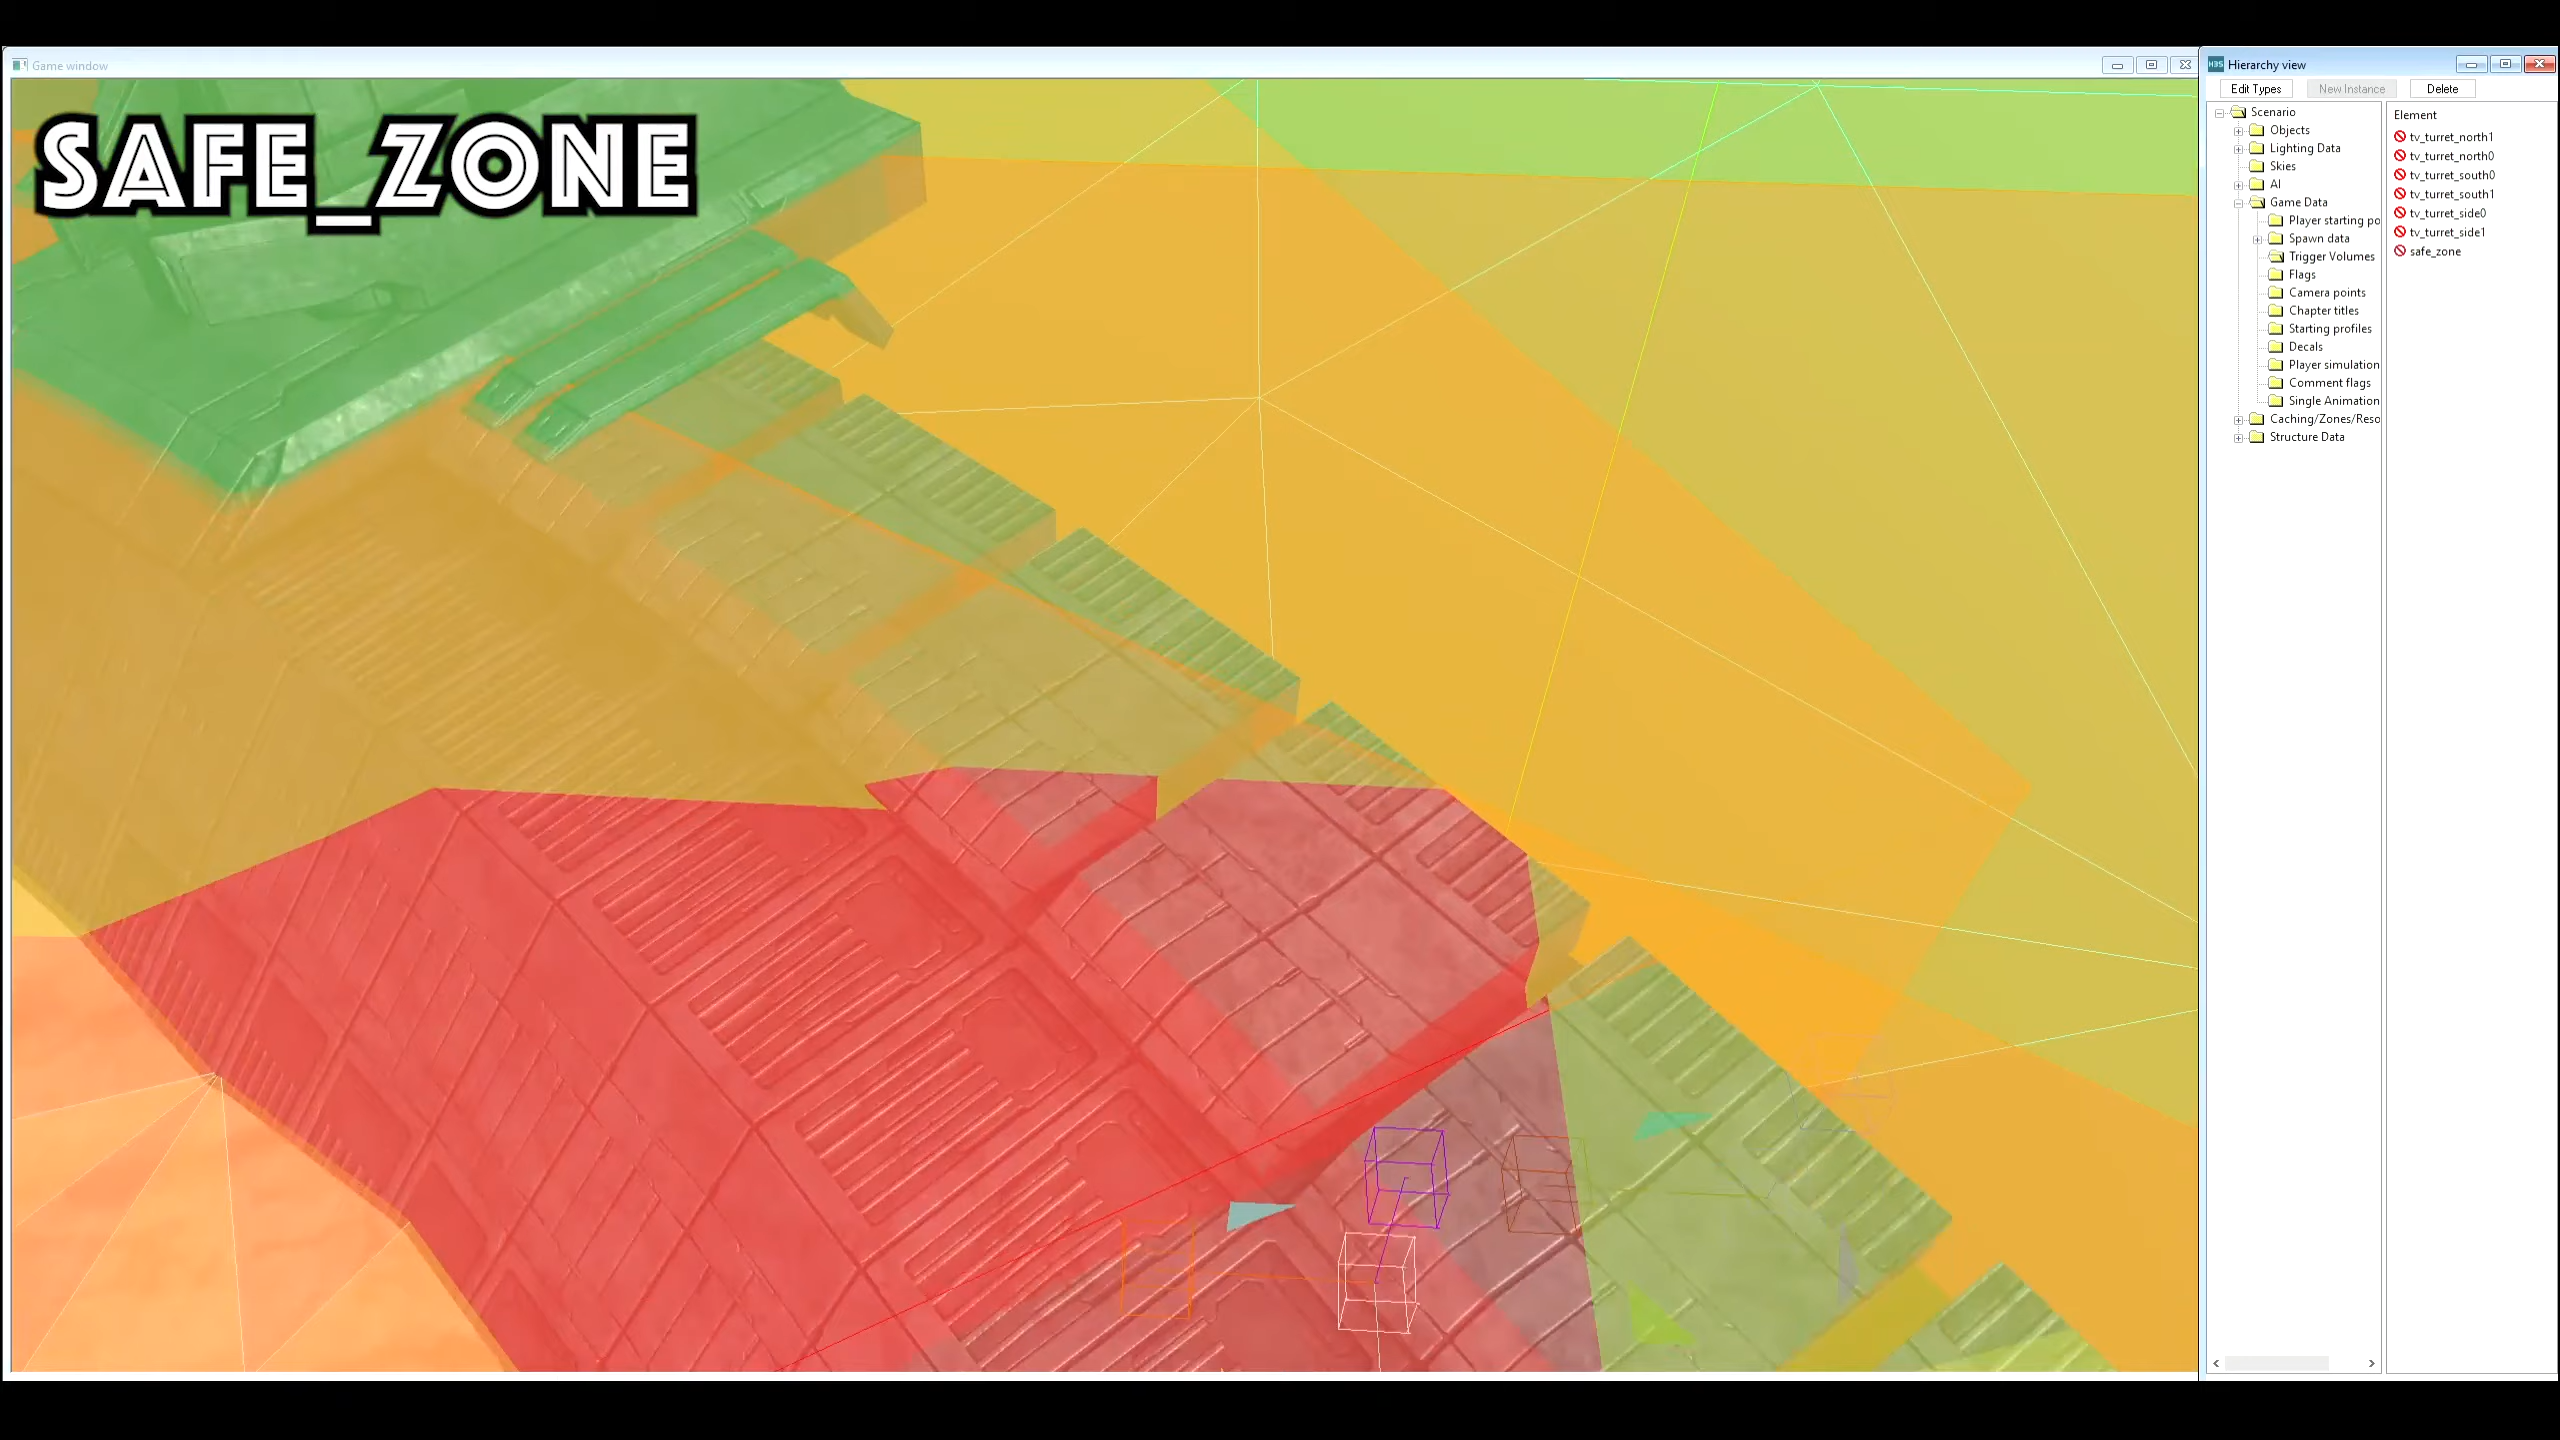 Game window
SAFE_ZONE
H3S Hierarchy view
Edit Types New Instance Delete
Scenario
Objects
Lighting Data
Skies
AI
Game Data
Player starting po
Spawn data
Trigger Volumes
Flags
Camera points
Chapter titles
Starting profiles
Decals
Player simulation
Comment flags
Single Animation
Caching/Zones/Reso
Structure Data
Element
tv_turret_north1
tv_turret_north0
tv_turret_south0
tv_turret_south1
tv_turret_side0
tv_turret_side1
safe_zone